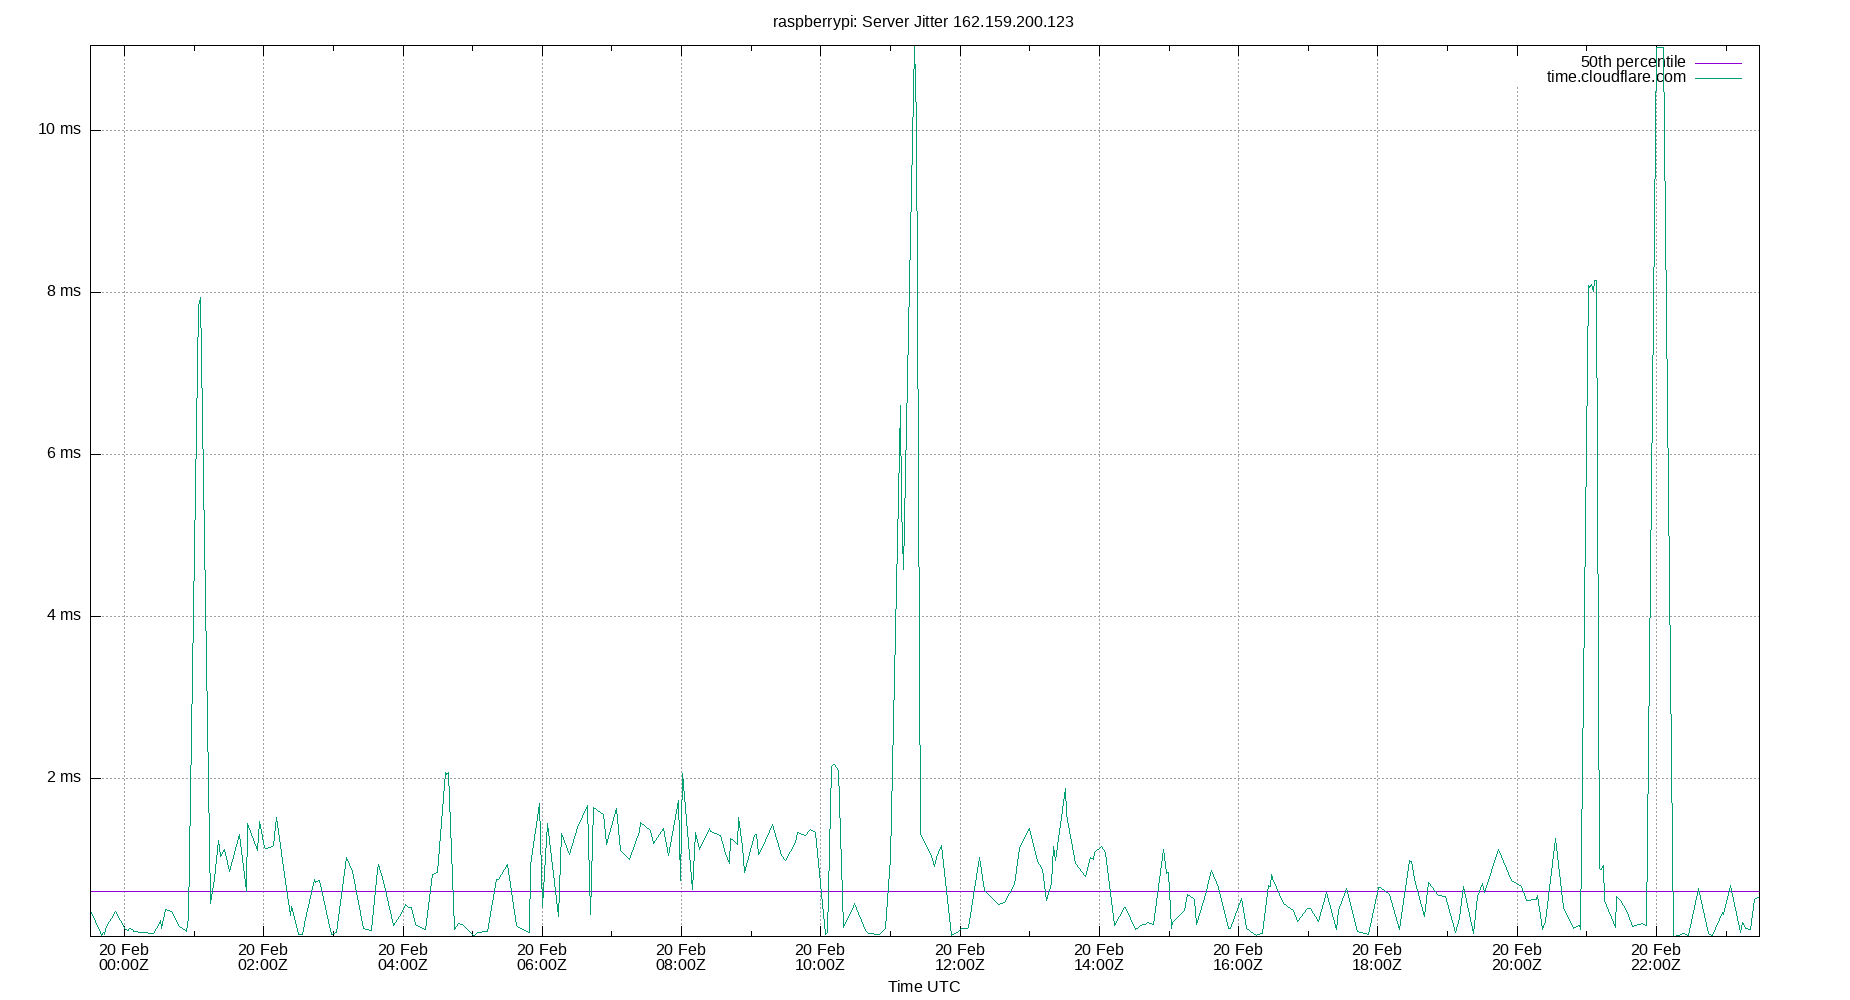 raspberrypi: Server Jitter 162.159.200.123
50th percentile
time.cloudflare.com
10 ms
8 ms
6 ms
4 ms
2 ms
20 Feb 20 Feb 20 Feb 20 Feb 20 Feb 20 Feb 20 Feb 20 Feb 20 Feb 20 Feb 20 Feb 20 Feb
00:00Z 02:00Z 04:00Z 06:00Z 08:00Z 10:00Z 12:00Z 14:00Z 16:00Z 18:00Z 20:00Z 22:00Z
Time UTC